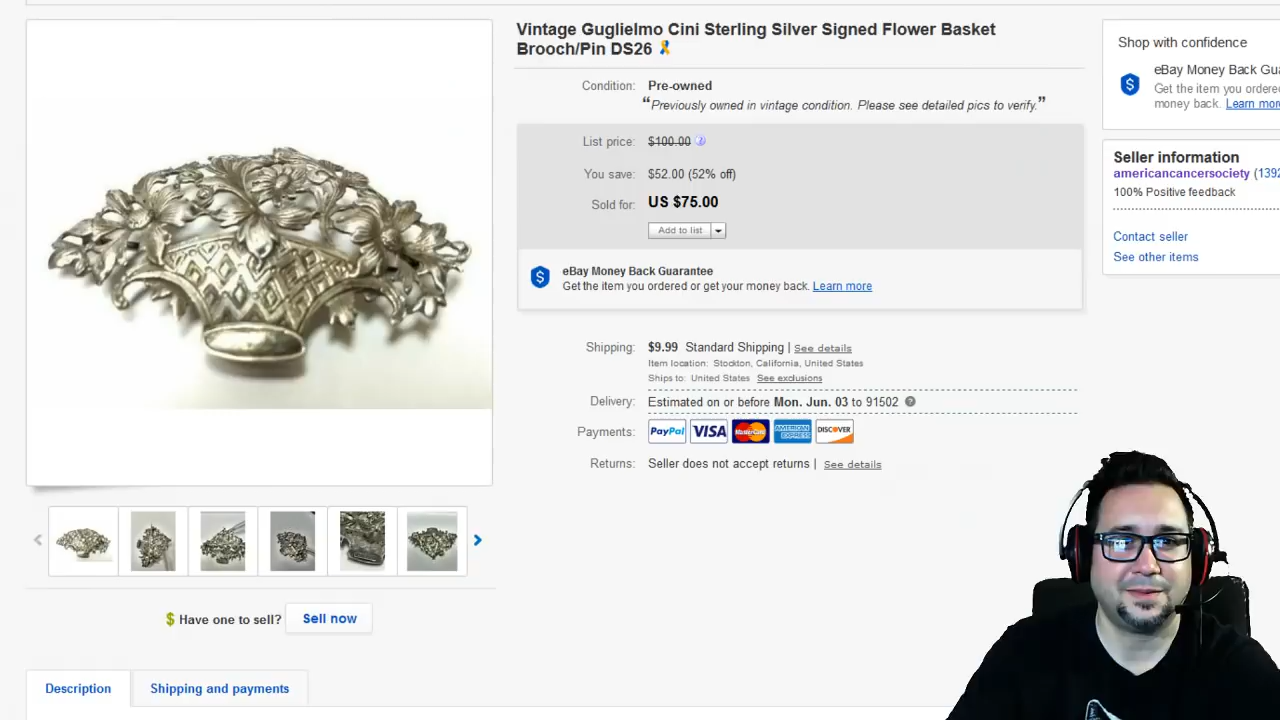 Vintage Guglielmo Cini Sterling Silver Signed Flower Basket
Brooch/Pin DS26
Condition: Pre-owned
“Previously owned in vintage condition. Please see detailed pics to verify.”
List price: $100.00
You save: $52.00 (52% off)
Sold for: US $75.00
Add to list
$ eBay Money Back Guarantee
Get the item you ordered or get your money back. Learn more
Shipping: $9.99 Standard Shipping | See details
Item location: Stockton, California, United States
Ships to: United States See exclusions
Delivery: Estimated on or before Mon. Jun. 03 to 91502
Payments: PayPal VISA MasterCard AMERICAN EXPRESS DISCOVER
Returns: Seller does not accept returns | See details
$ Have one to sell? Sell now
Description Shipping and payments
Shop with confidence
$ eBay Money Back Gua
Get the item you ordere
money back. Learn mor
Seller information
americancancersociety (1392
100% Positive feedback
Contact seller
See other items